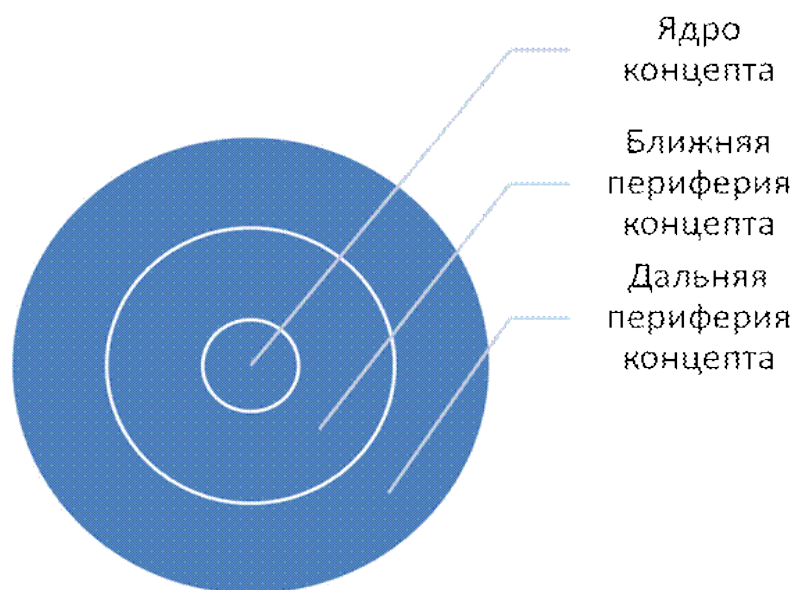 Ядро
концепта
Ближняя
периферия
концепта
Дальняя
периферия
концепта